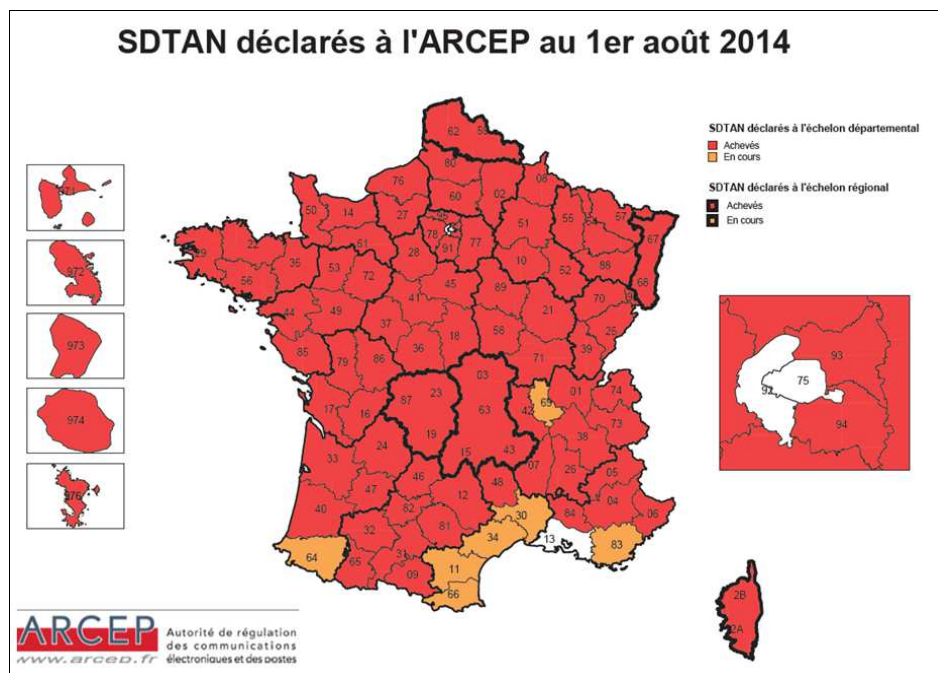 SDTAN déclarés à l'ARCEP au 1er août 2014
SDTAN déclarés à l'échelon départemental
Achevés
En cours
SDTAN déclarés à l'échelon régional
Achevés
En cours
62 59
80
76 02 08
60
50 14 27 95 51 55 54 57 67
78 77
61 91
29 22 28 10 88 68
35 53 52
56 72 45 89 70
41
44 49 21 25
37 18 58
36 39
85 79 86 71
03
01 74
87 23 69
17 16 63 42 73
19 38
24 15 43
33 07 26 05
46 48
47 12 04
40 82 30 84 06
32 81 34 13 83
64 31
65 09 11
66
971
972
973
974
976
93
92 75
94
2B
2A
ARCEP
www.arcep.fr
Autorité de régulation
des communications
électroniques et des postes